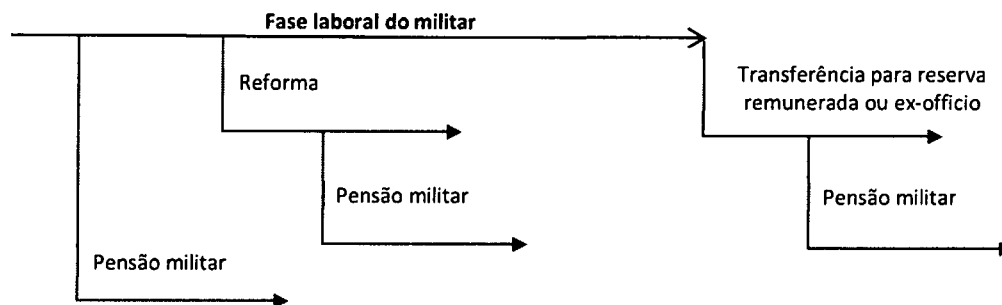 Fase laboral do militar
Reforma
Transferência para reserva
remunerada ou ex-officio
Pensão militar
Pensão militar
Pensão militar